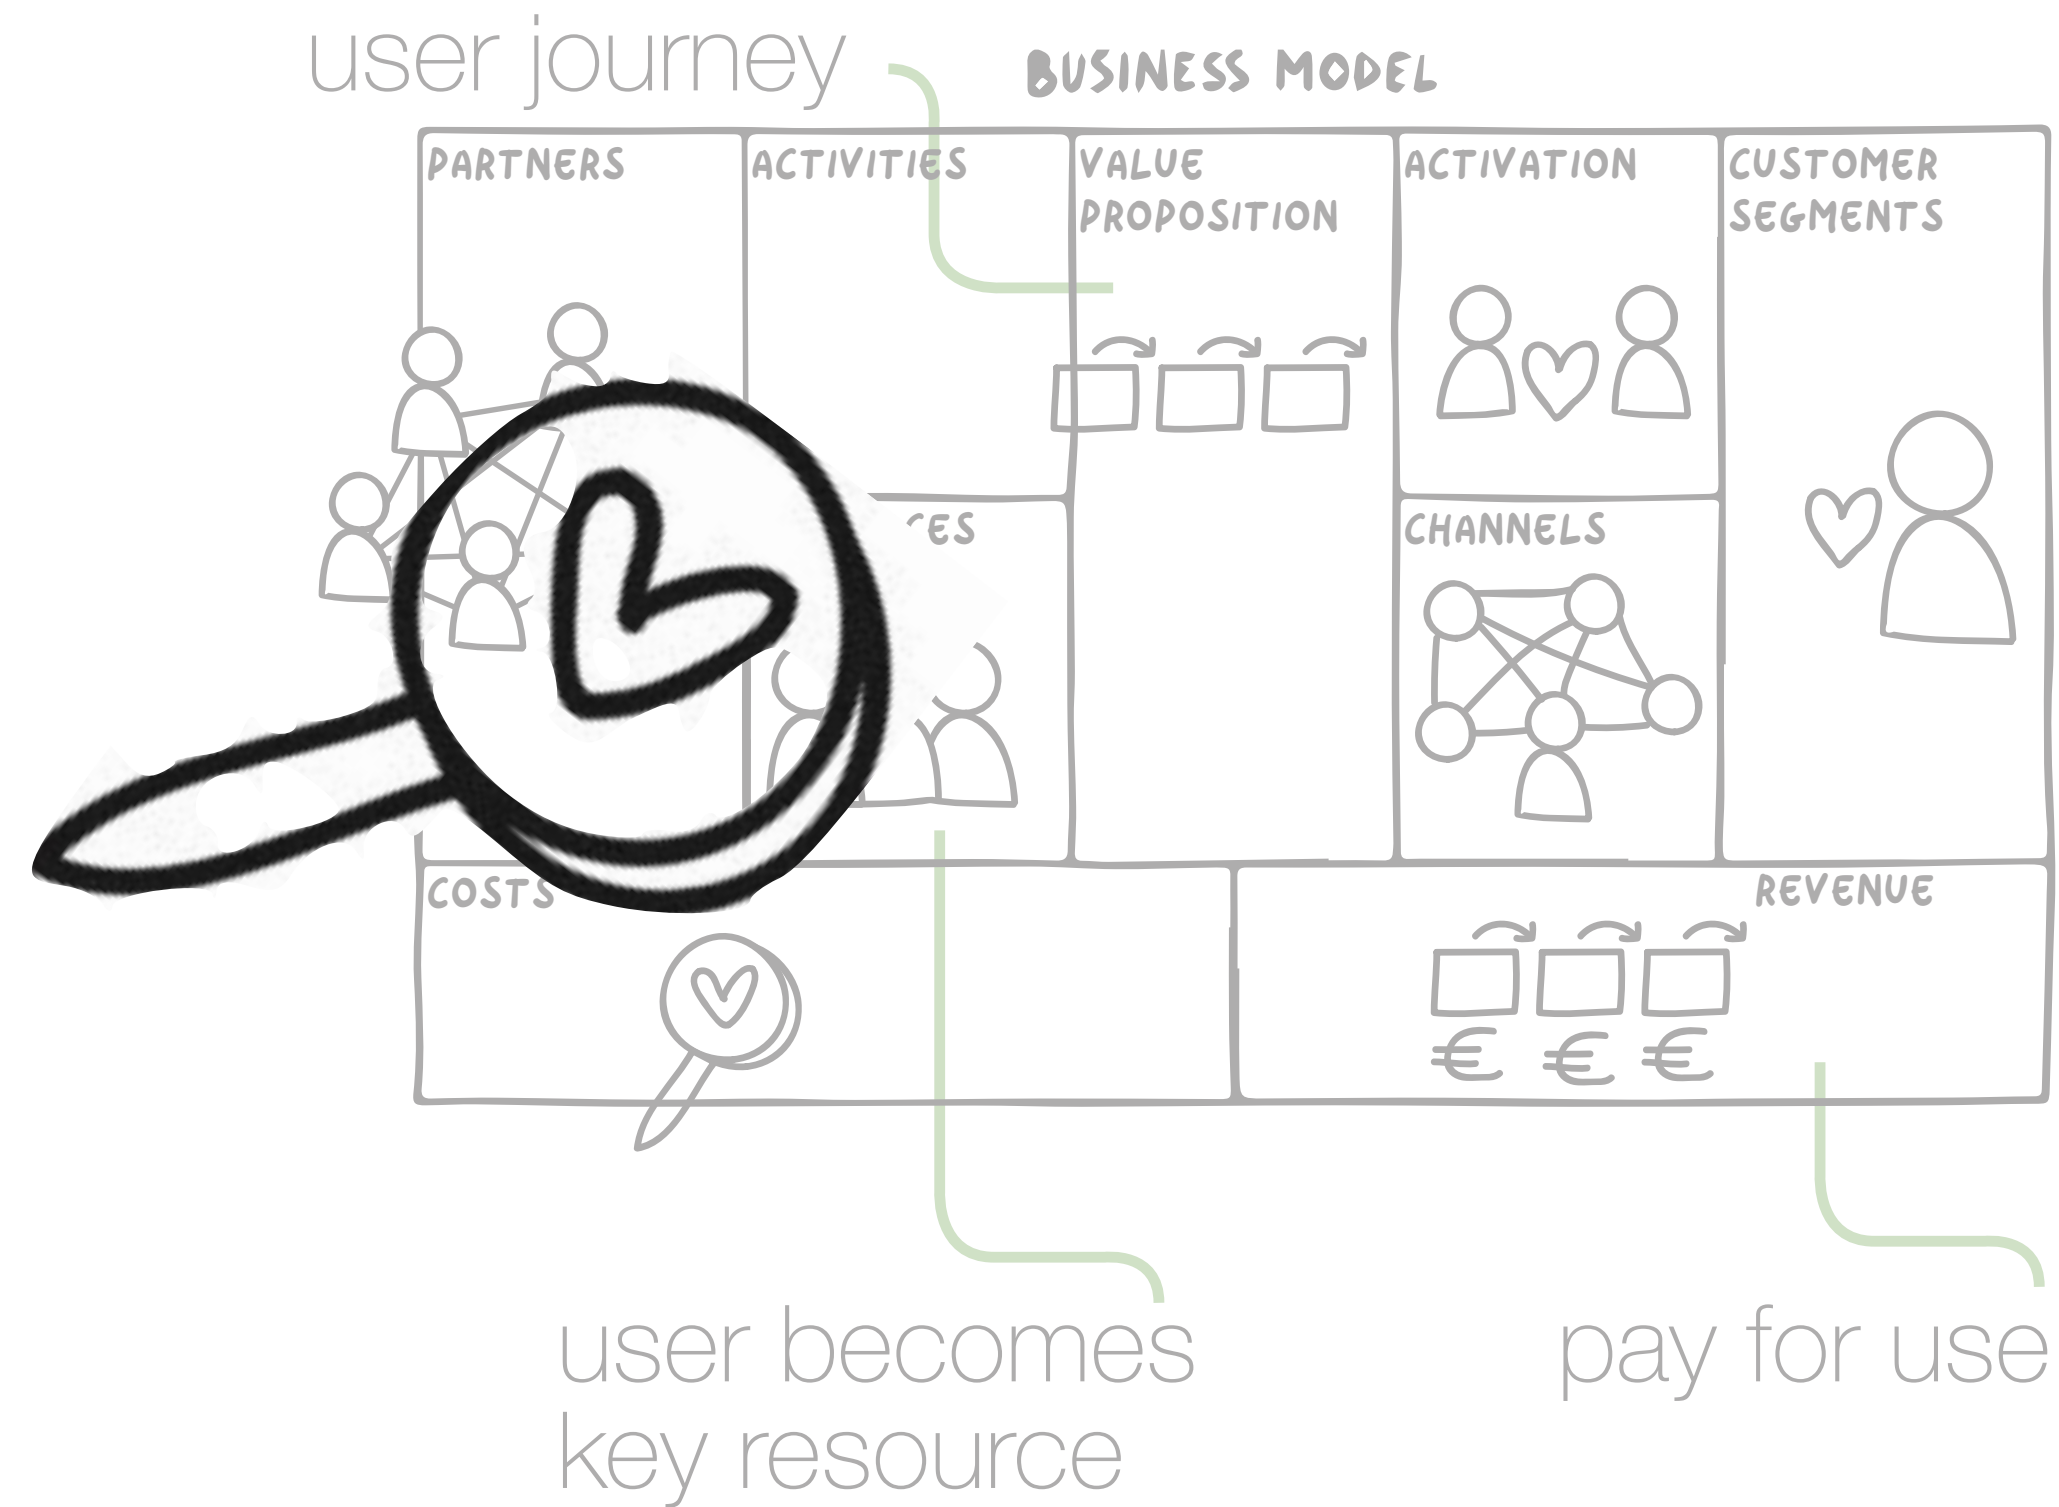 user journey
BUSINESS MODEL
PARTNERS
ACTIVITIES
VALUE
PROPOSITION
ACTIVATION
CUSTOMER
SEGMENTS
CHANNELS
COSTS
REVENUE
€ € €
user becomes
key resource
pay for use